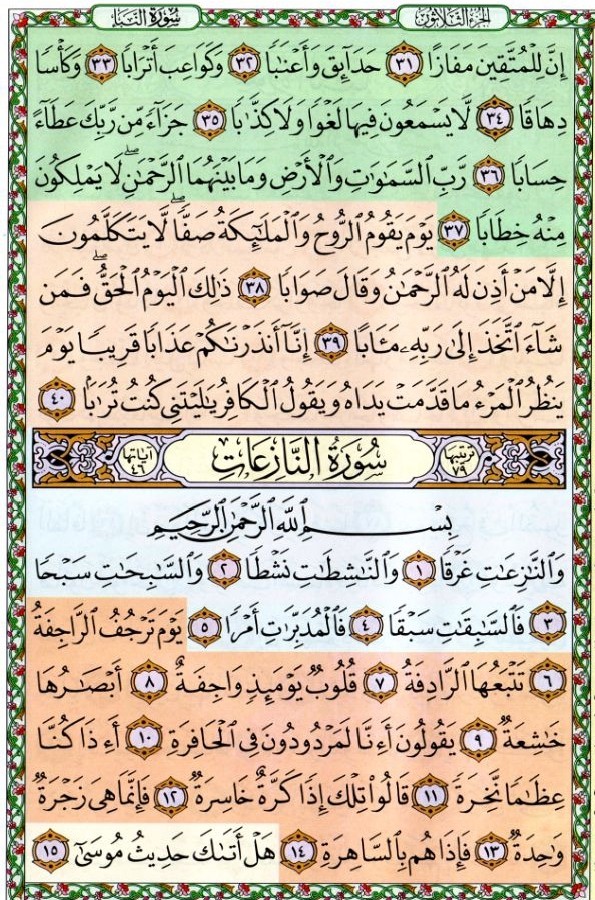 الجزء الثلاثون
سورة النبأ
إِنَّ لِلْمُتَّقِينَ مَفَازًا ٣١ حَدَآئِقَ وَأَعْنَٰبًا ٣٢ وَكَوَاعِبَ أَتْرَابًا ٣٣ وَكَأْسًا
دِهَاقًا ٣٤ لَّا يَسْمَعُونَ فِيهَا لَغْوًا وَلَا كِذَّٰبًا ٣٥ جَزَآءً مِّن رَّبِّكَ عَطَآءً
حِسَابًا ٣٦ رَّبِّ ٱلسَّمَٰوَٰتِ وَٱلْأَرْضِ وَمَا بَيْنَهُمَا ٱلرَّحْمَٰنِۖ لَا يَمْلِكُونَ
مِنْهُ خِطَابًا ٣٧ يَوْمَ يَقُومُ ٱلرُّوحُ وَٱلْمَلَٰٓئِكَةُ صَفًّاۖ لَّا يَتَكَلَّمُونَ
إِلَّا مَنْ أَذِنَ لَهُ ٱلرَّحْمَٰنُ وَقَالَ صَوَابًا ٣٨ ذَٰلِكَ ٱلْيَوْمُ ٱلْحَقُّۖ فَمَن
شَآءَ ٱتَّخَذَ إِلَىٰ رَبِّهِۦ مَـَٔابًا ٣٩ إِنَّآ أَنذَرْنَٰكُمْ عَذَابًا قَرِيبًا يَوْمَ
يَنظُرُ ٱلْمَرْءُ مَا قَدَّمَتْ يَدَاهُ وَيَقُولُ ٱلْكَافِرُ يَٰلَيْتَنِى كُنتُ تُرَٰبًا ٤٠
ترتيبها ٧٩ سُورَةُ النَّازِعَاتِ آياتها ٤٦
بِسْمِ ٱللَّهِ ٱلرَّحْمَٰنِ ٱلرَّحِيمِ
وَٱلنَّٰزِعَٰتِ غَرْقًا ١ وَٱلنَّٰشِطَٰتِ نَشْطًا ٢ وَٱلسَّٰبِحَٰتِ سَبْحًا
٣ فَٱلسَّٰبِقَٰتِ سَبْقًا ٤ فَٱلْمُدَبِّرَٰتِ أَمْرًا ٥ يَوْمَ تَرْجُفُ ٱلرَّاجِفَةُ
٦ تَتْبَعُهَا ٱلرَّادِفَةُ ٧ قُلُوبٌ يَوْمَئِذٍ وَاجِفَةٌ ٨ أَبْصَٰرُهَا
خَٰشِعَةٌ ٩ يَقُولُونَ أَءِنَّا لَمَرْدُودُونَ فِى ٱلْحَافِرَةِ ١٠ أَءِذَا كُنَّا
عِظَٰمًا نَّخِرَةً ١١ قَالُوا۟ تِلْكَ إِذًا كَرَّةٌ خَاسِرَةٌ ١٢ فَإِنَّمَا هِىَ زَجْرَةٌ
وَٰحِدَةٌ ١٣ فَإِذَا هُم بِٱلسَّاهِرَةِ ١٤ هَلْ أَتَىٰكَ حَدِيثُ مُوسَىٰٓ ١٥